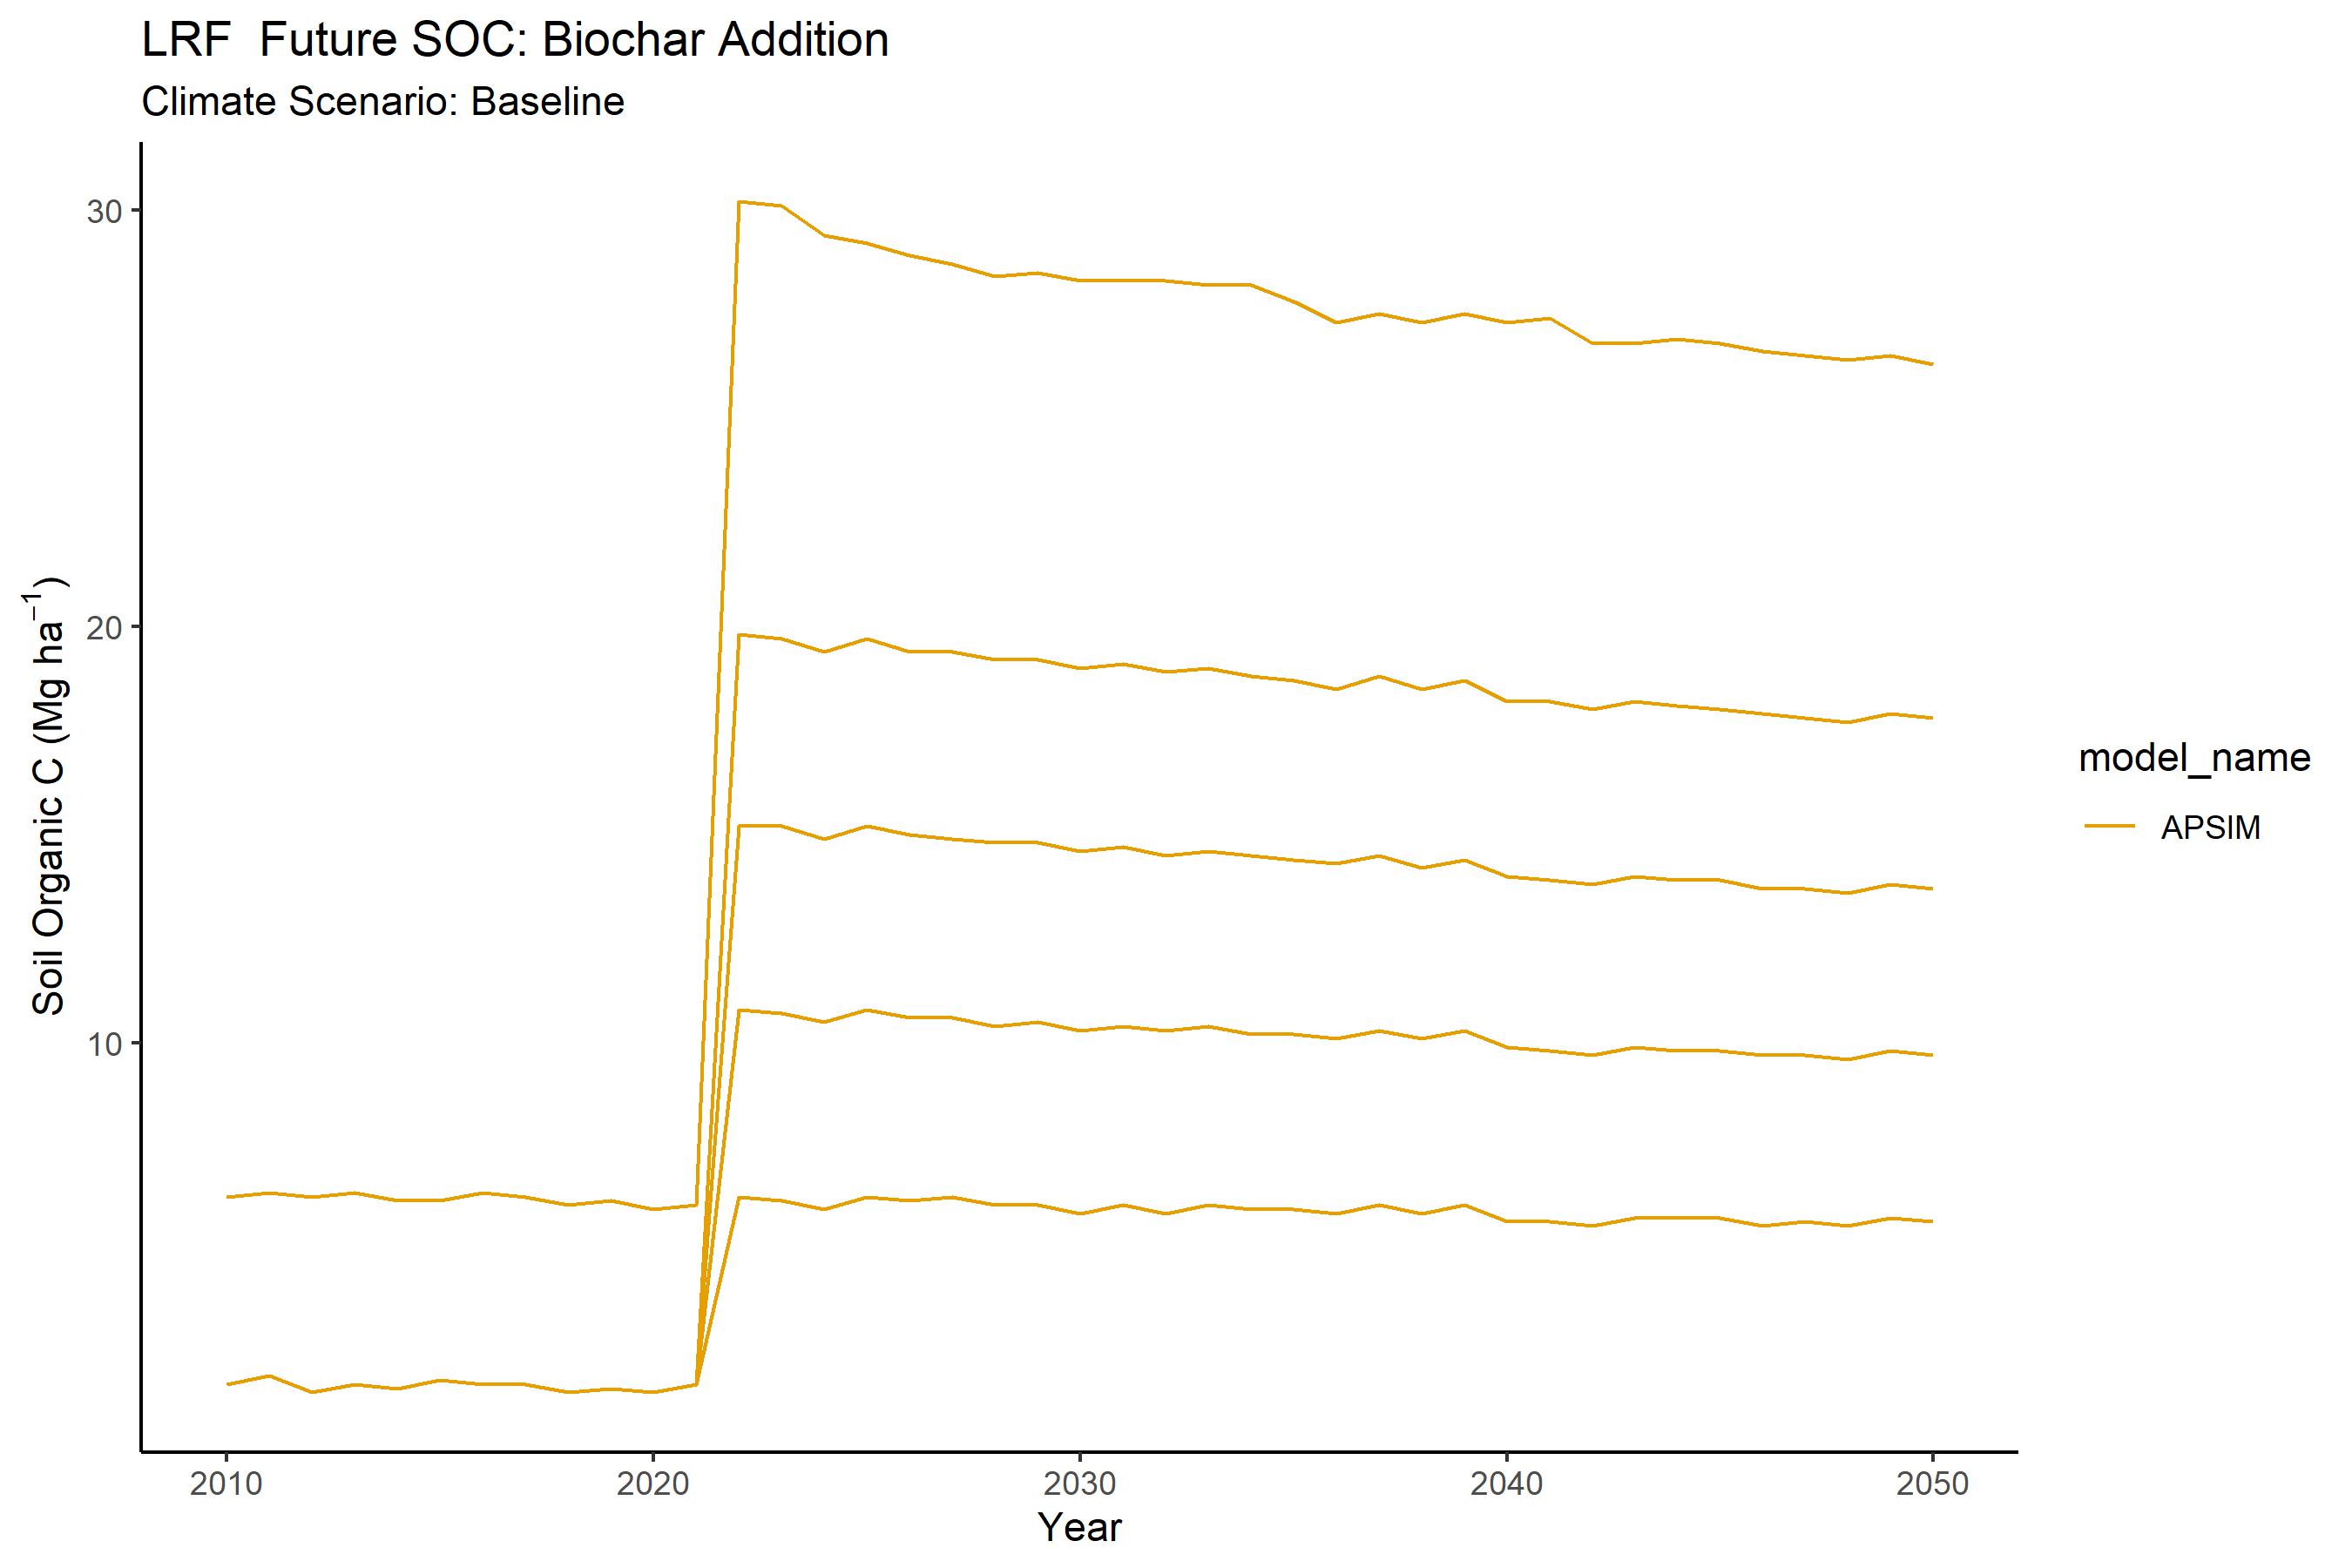 LRF  Future SOC: Biochar Addition
Climate Scenario: Baseline
Soil Organic C (Mg ha⁻¹)
30
20
10
2010 2020 2030 2040 2050
Year
model_name
APSIM